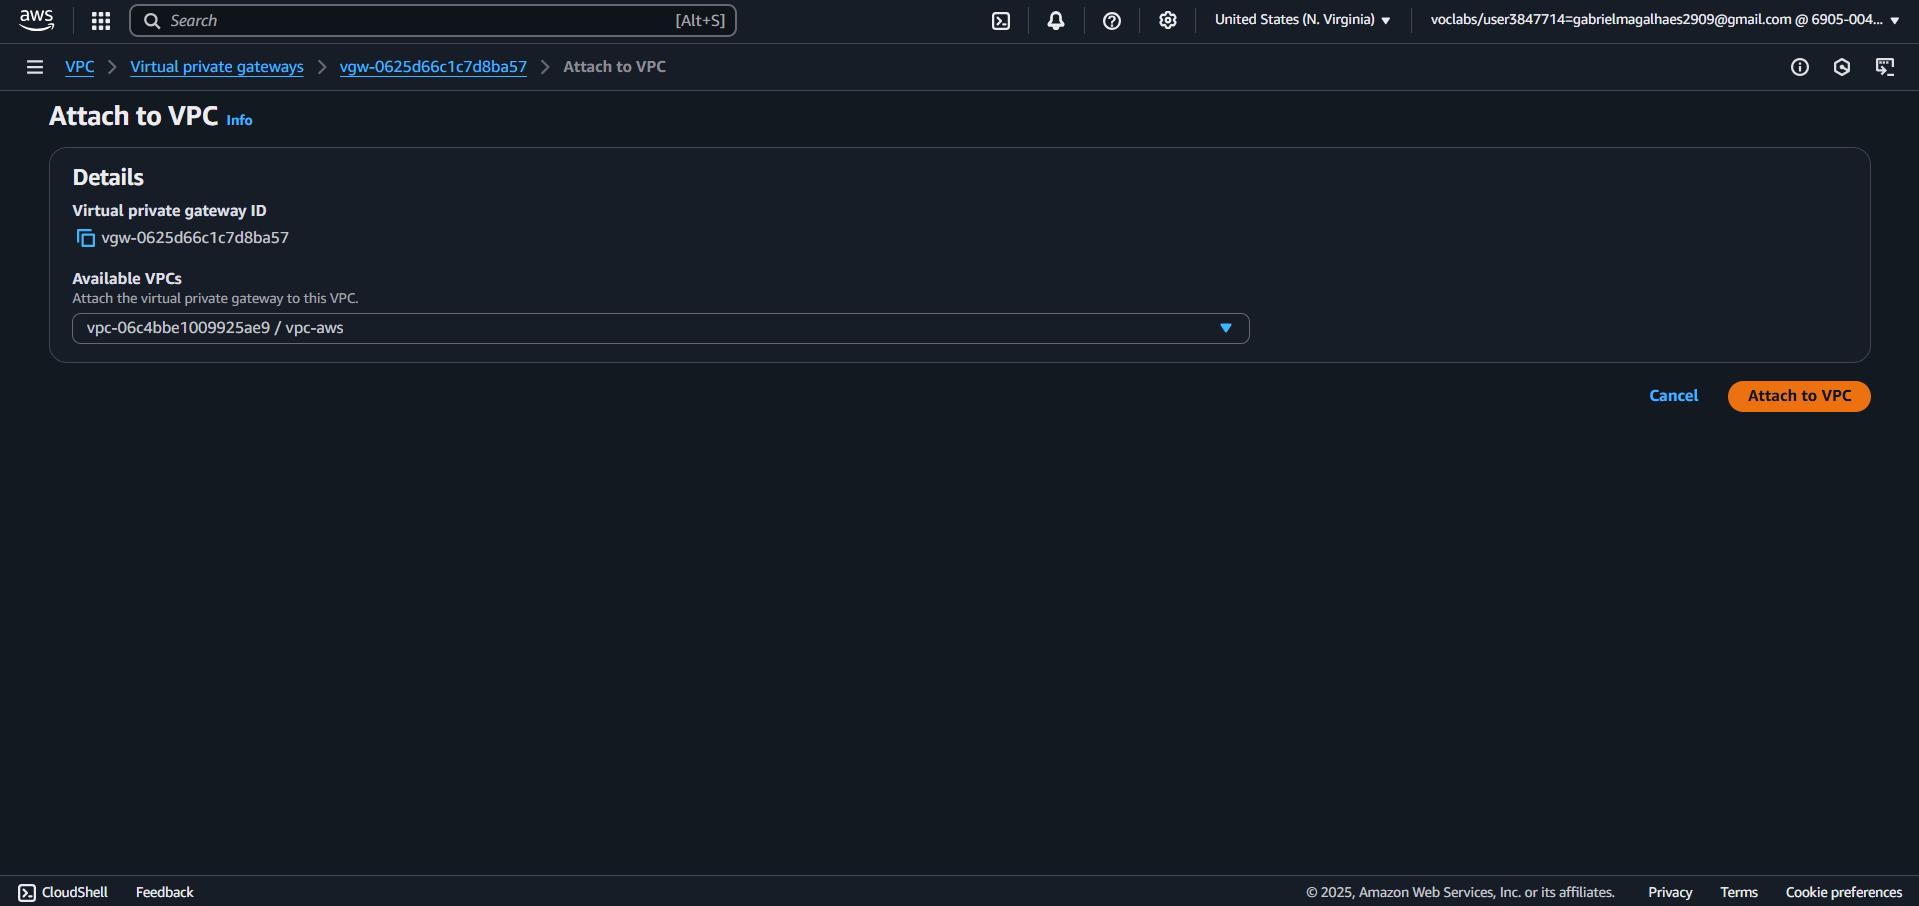 aws
Search [Alt+S]
United States (N. Virginia)
voclabs/user3847714=gabrielmagalhaes2909@gmail.com @ 6905-004...
VPC > Virtual private gateways > vgw-0625d66c1c7d8ba57 > Attach to VPC
Attach to VPC Info
Details
Virtual private gateway ID
vgw-0625d66c1c7d8ba57
Available VPCs
Attach the virtual private gateway to this VPC.
vpc-06c4bbe1009925ae9 / vpc-aws
Cancel
Attach to VPC
CloudShell
Feedback
© 2025, Amazon Web Services, Inc. or its affiliates.
Privacy
Terms
Cookie preferences